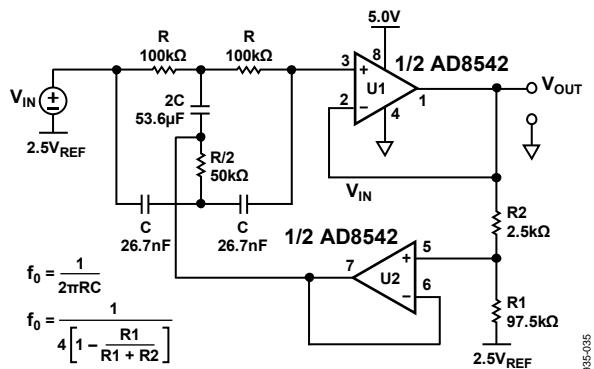 R
100kΩ
R
100kΩ
5.0V
8
1/2 AD8542
3
+
U1
2
−
1
4
VOUT
VIN
2.5VREF
2C
53.6µF
R/2
50kΩ
VIN
C
26.7nF
C
26.7nF
1/2 AD8542
R2
2.5kΩ
5
+
7
U2
6
−
R1
97.5kΩ
2.5VREF
f0 = 1 / 2πRC
f0 = 1 / 4[1 − R1 / R1 + R2]